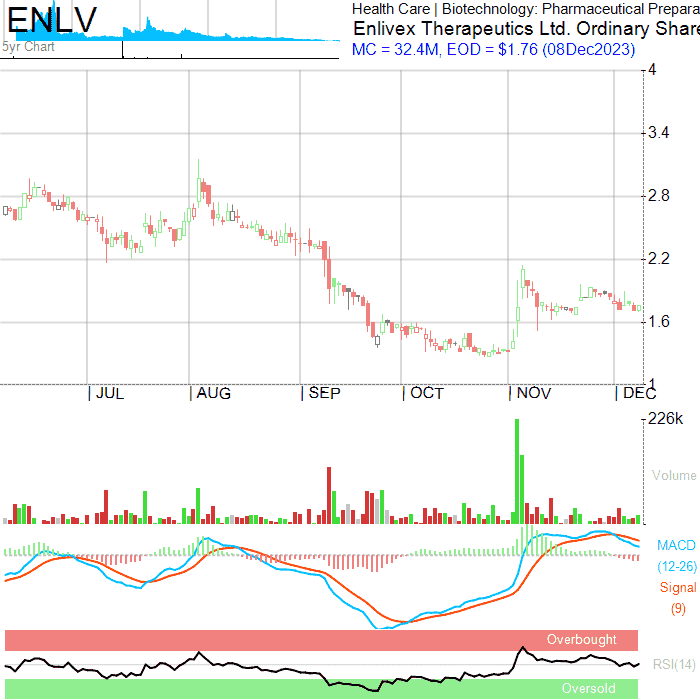 ENLV
5yr Chart
Health Care | Biotechnology: Pharmaceutical Prepara
Enlivex Therapeutics Ltd. Ordinary Share
MC = 32.4M, EOD = $1.76 (08Dec2023)
4
3.4
2.8
2.2
1.6
1
JUL AUG SEP OCT NOV DEC
226k
Volume
MACD
(12-26)
Signal
(9)
Overbought
RSI(14)
Oversold